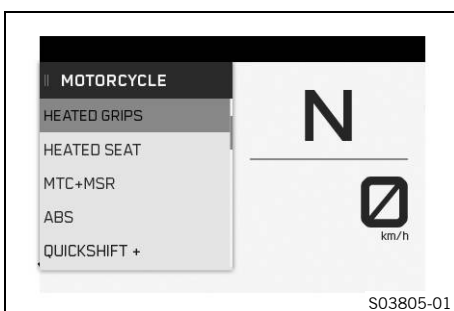 MOTORCYCLE
HEATED GRIPS
HEATED SEAT
MTC+MSR
ABS
QUICKSHIFT +
N
0
km/h
S03805-01